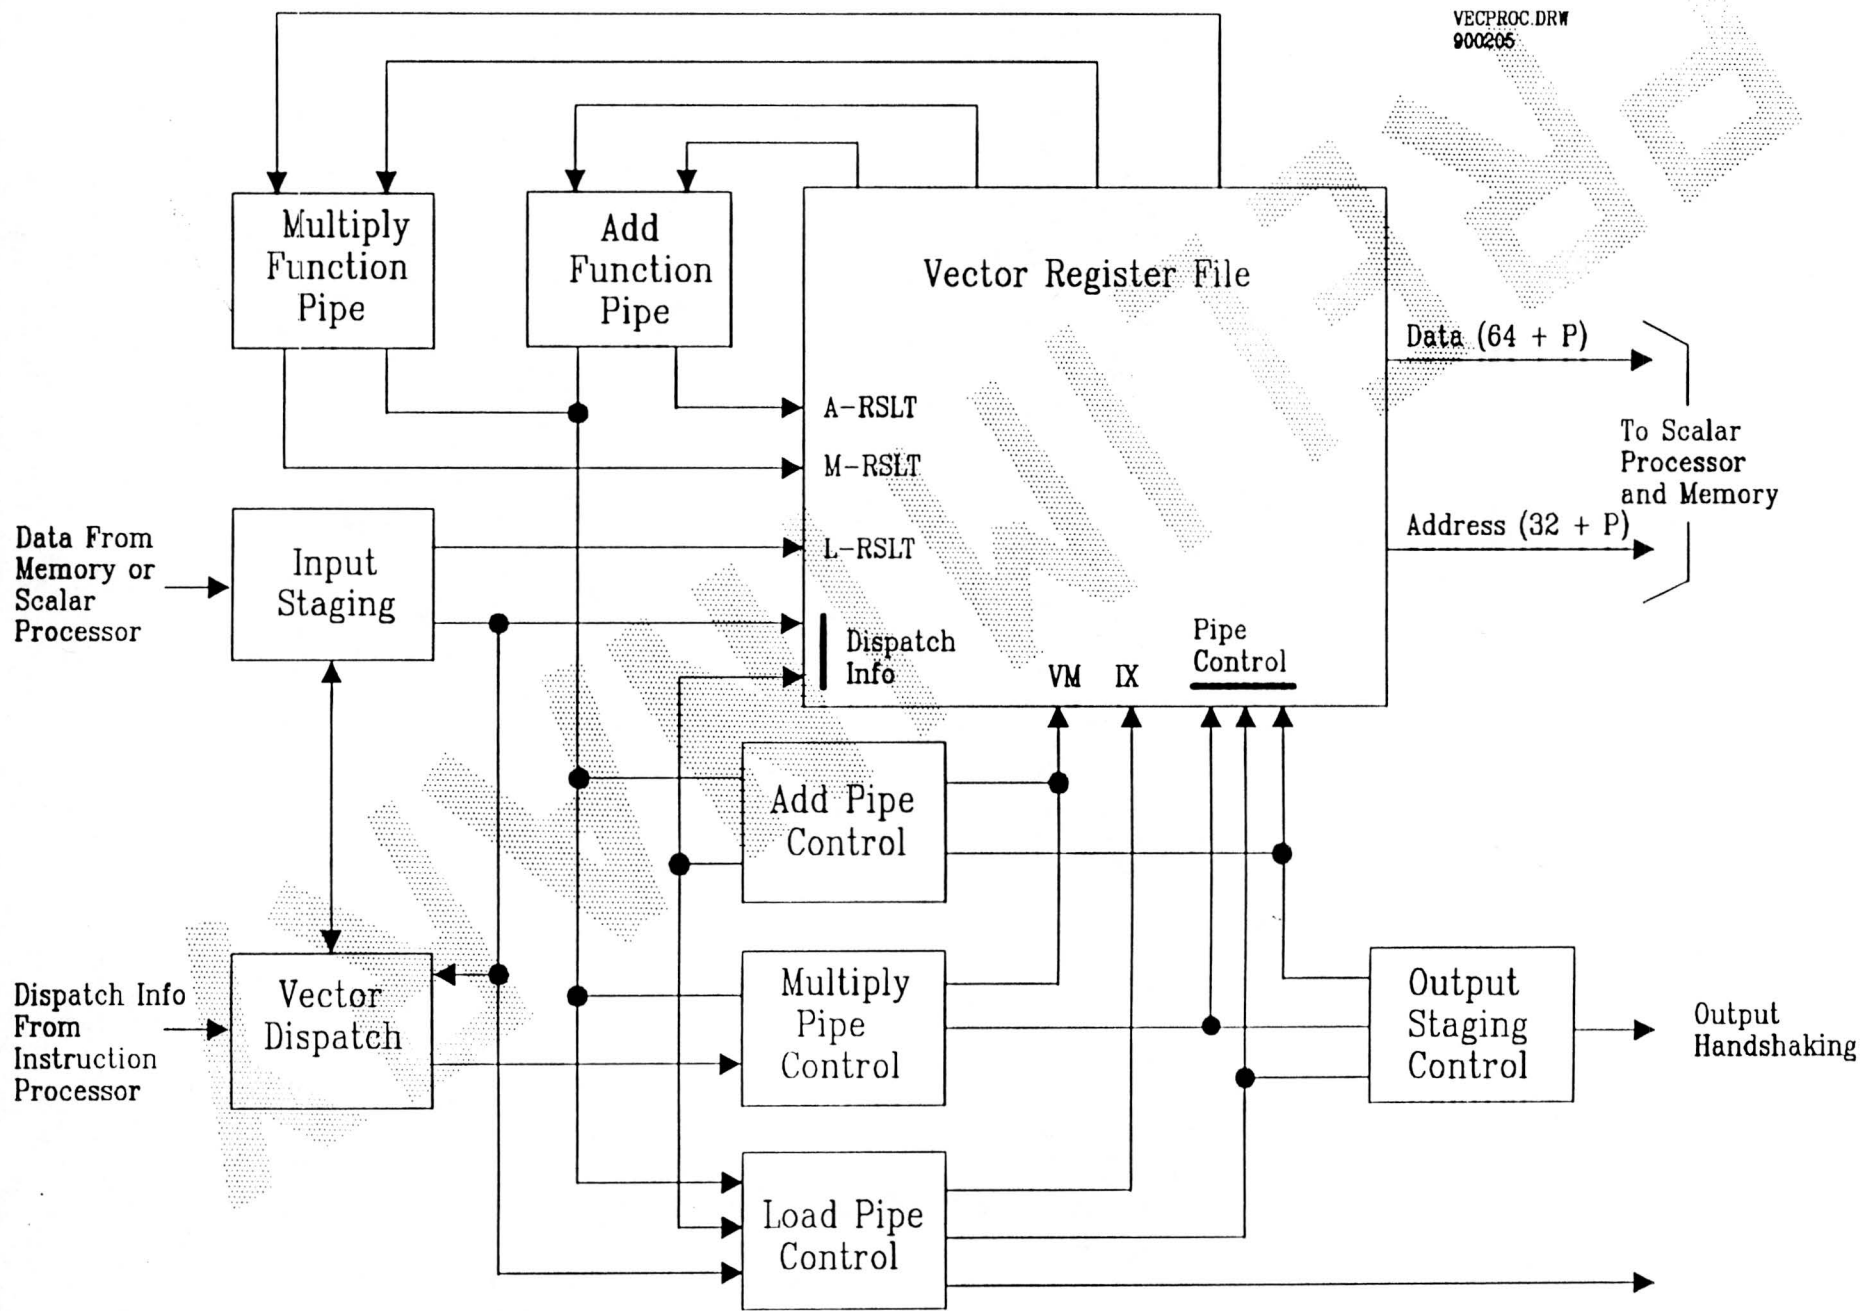 VECPROC.DRW
900205
Multiply
Function
Pipe
Add
Function
Pipe
Vector Register File
Data (64 + P)
A-RSLT
M-RSLT
L-RSLT
To Scalar
Processor
and Memory
Address (32 + P)
Data From
Memory or
Scalar
Processor
Input
Staging
Dispatch
Info
VM
IX
Pipe
Control
Add Pipe
Control
Dispatch Info
From
Instruction
Processor
Vector
Dispatch
Multiply
Pipe
Control
Output
Staging
Control
Output
Handshaking
Load Pipe
Control